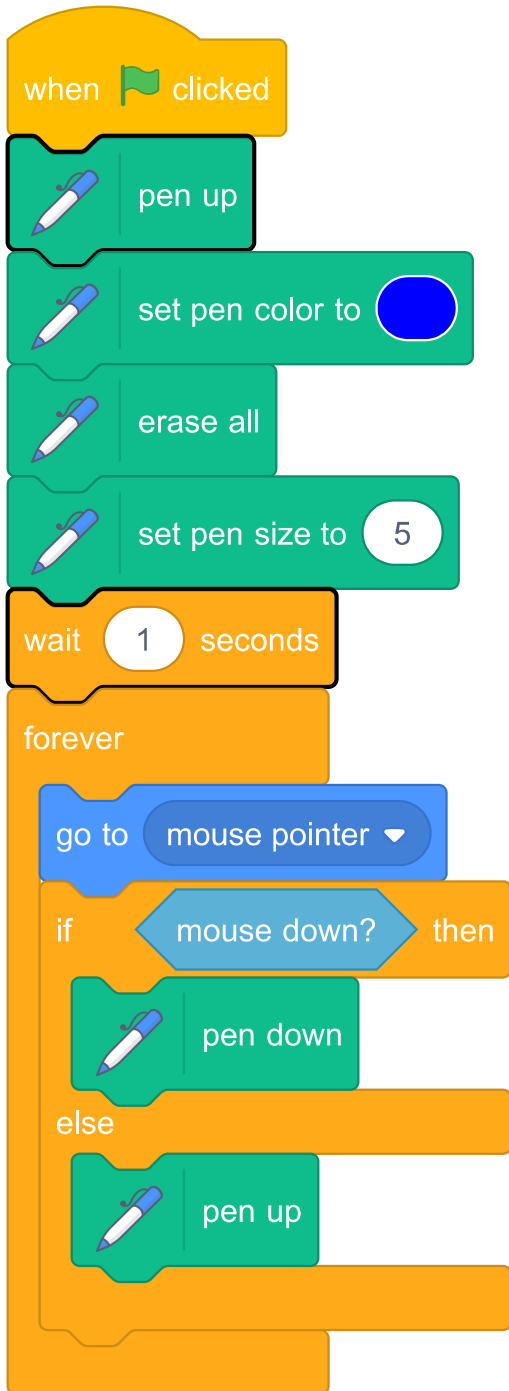 when clicked
pen up
set pen color to
erase all
set pen size to 5
wait 1 seconds
forever
go to mouse pointer
if mouse down? then
pen down
else
pen up